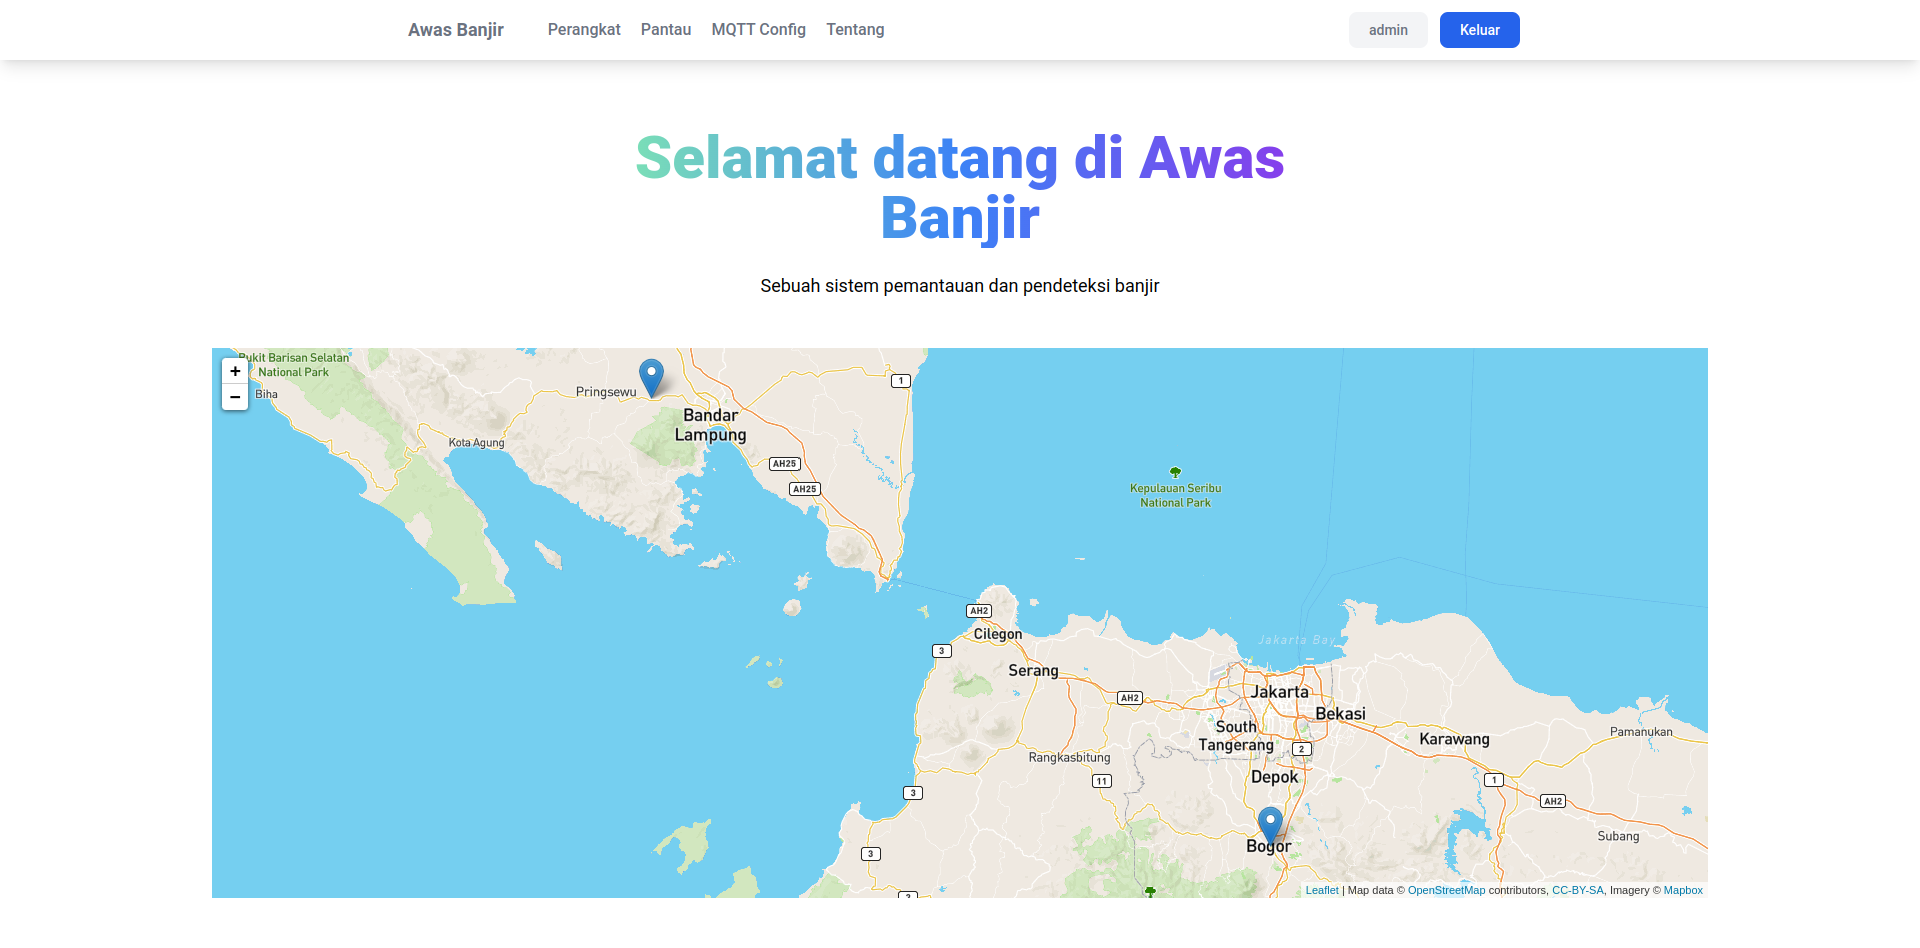 Awas Banjir
Perangkat
Pantau
MQTT Config
Tentang
admin
Keluar
Selamat datang di Awas
Banjir
Sebuah sistem pemantauan dan pendeteksi banjir
+
−
Bukit Barisan Selatan
National Park
Biha
Pringsewu
1
Bandar
Lampung
Kota Agung
AH25
AH25
Kepulauan Seribu
National Park
AH2
Cilegon
Jakarta Bay
3
Serang
Jakarta
AH2
Bekasi
South
Tangerang
Karawang
Pamanukan
2
Rangkasbitung
Depok
11
1
3
AH2
Subang
Bogor
3
Leaflet | Map data © OpenStreetMap contributors, CC-BY-SA, Imagery © Mapbox